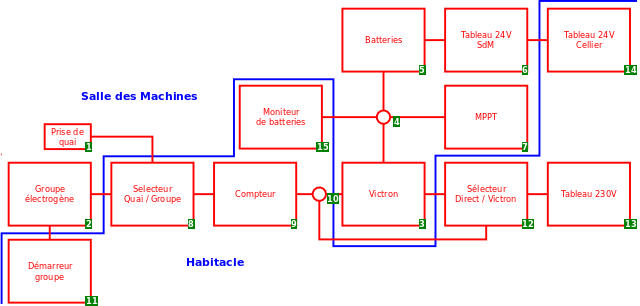 Batteries
5
Tableau 24V
SdM
6
Tableau 24V
Cellier
14
Salle des Machines
Moniteur
de batteries
15
4
MPPT
7
Prise de
quai
1
Groupe
électrogène
2
Selecteur
Quai / Groupe
8
Compteur
9
10
Victron
3
Sélecteur
Direct / Victron
12
Tableau 230V
13
Démarreur
groupe
11
Habitacle